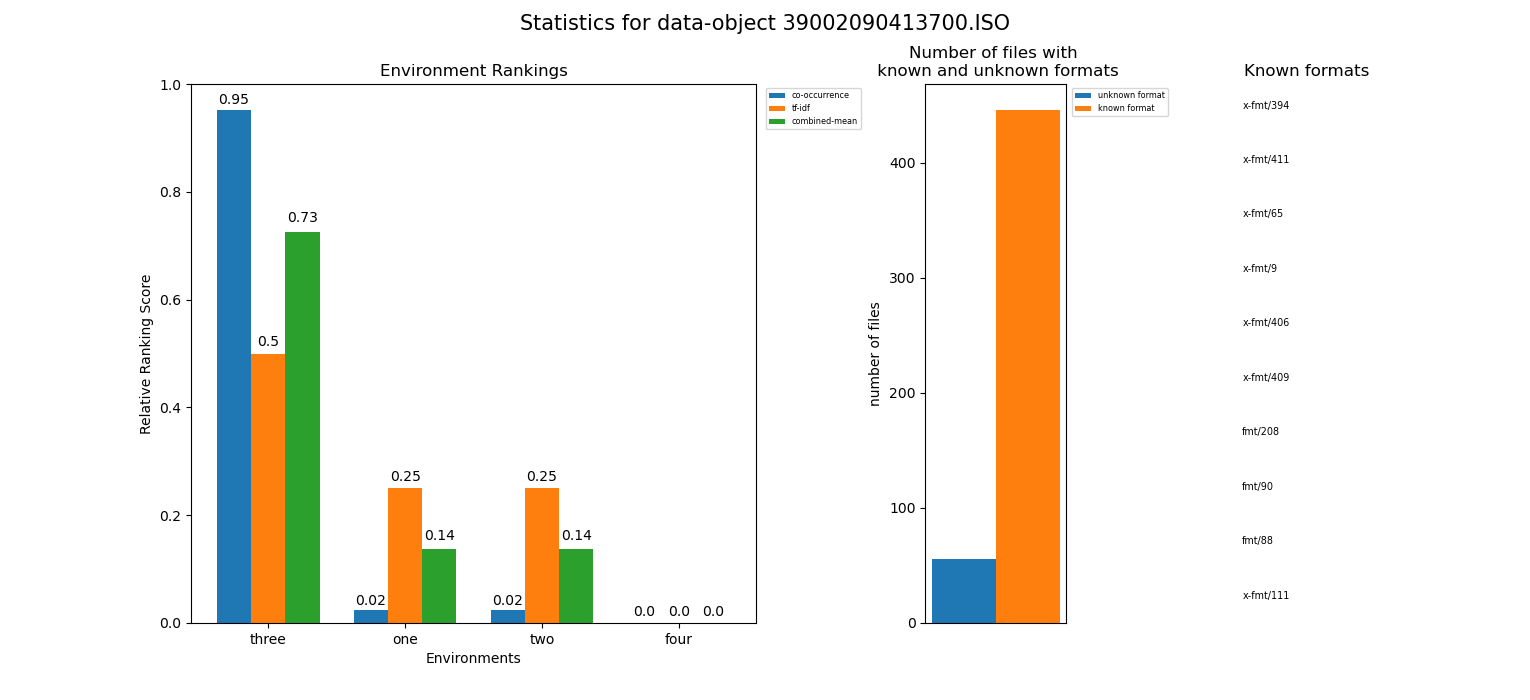 Statistics for data-object 39002090413700.ISO
Environment Rankings
Relative Ranking Score
1.0
0.8
0.6
0.4
0.2
0.0
0.95
0.5
0.73
0.02
0.25
0.14
0.02
0.25
0.14
0.0
0.0
0.0
three
one
two
four
Environments
co-occurrence
tf-idf
combined-mean
Number of files with
known and unknown formats
number of files
400
300
200
100
0
unknown format
known format
Known formats
x-fmt/394
x-fmt/411
x-fmt/65
x-fmt/9
x-fmt/406
x-fmt/409
fmt/208
fmt/90
fmt/88
x-fmt/111